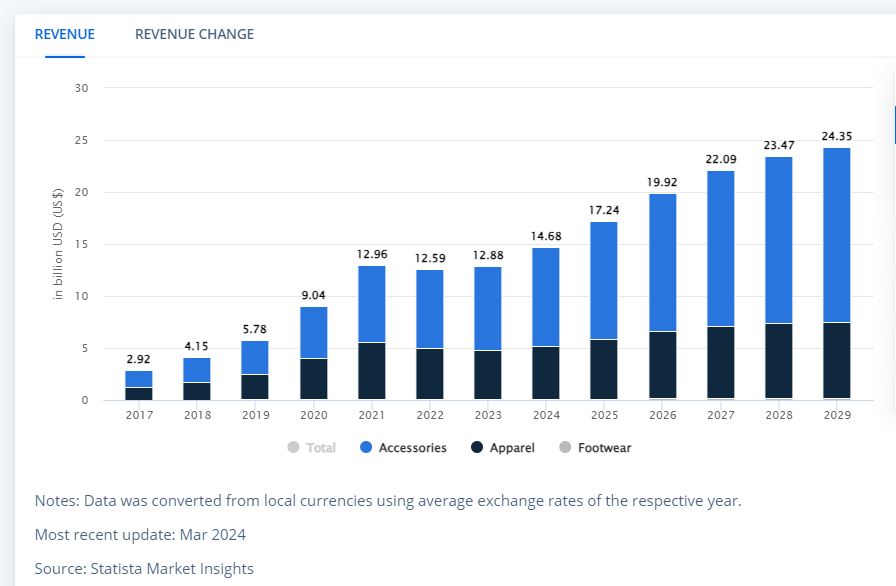 REVENUE REVENUE CHANGE
30
25
20
15
10
5
0
in billion USD (US$)
2.92 4.15 5.78 9.04 12.96 12.59 12.88 14.68 17.24 19.92 22.09 23.47 24.35
2017 2018 2019 2020 2021 2022 2023 2024 2025 2026 2027 2028 2029
Total Accessories Apparel Footwear
Notes: Data was converted from local currencies using average exchange rates of the respective year.
Most recent update: Mar 2024
Source: Statista Market Insights